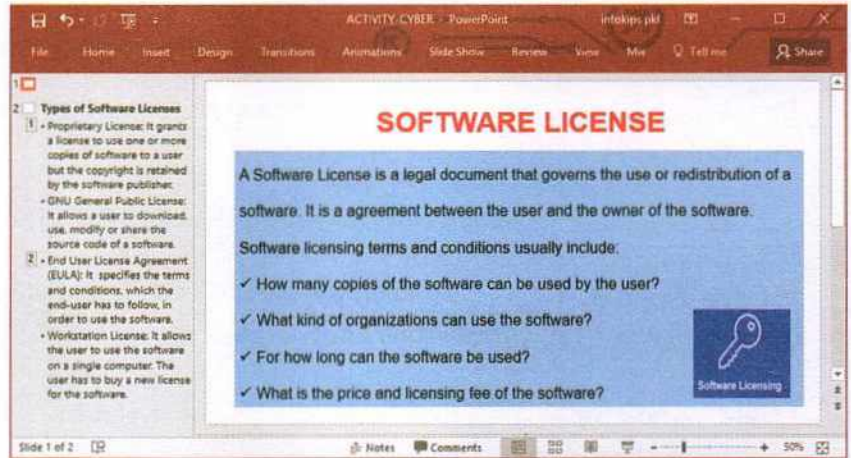 ACTIVITY-CYBER - PowerPoint
infokips pkl
File Home Insert Design Transitions Animations Slide Show Review View Mix Tell me Share
1
2 Types of Software Licenses
1 • Proprietary License: It grants
a license to use one or more
copies of software to a user
but the copyright is retained
by the software publisher.
• GNU General Public License:
It allows a user to download,
use, modify or share the
source code of a software.
2 • End User License Agreement
(EULA): It specifies the terms
and conditions, which the
end-user has to follow, in
order to use the software.
• Workstation License: It allows
the user to use the software
on a single computer. The
user has to buy a new license
for the software.
SOFTWARE LICENSE
A Software License is a legal document that governs the use or redistribution of a
software. It is a agreement between the user and the owner of the software.
Software licensing terms and conditions usually include:
✓ How many copies of the software can be used by the user?
✓ What kind of organizations can use the software?
✓ For how long can the software be used?
✓ What is the price and licensing fee of the software?
Software Licensing
Slide 1 of 2
Notes Comments
50%